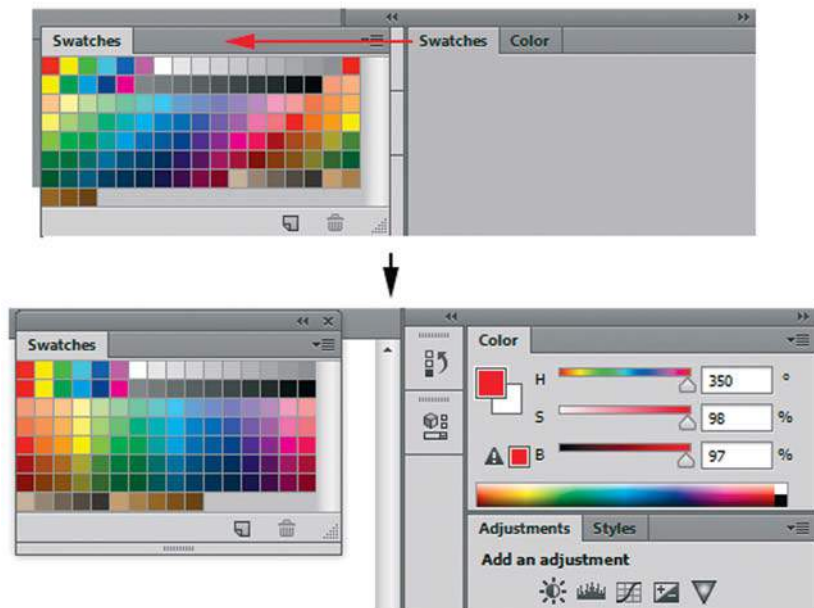 Swatches
Swatches Color
Swatches
Color
H 350 °
S 98 %
B 97 %
Adjustments Styles
Add an adjustment